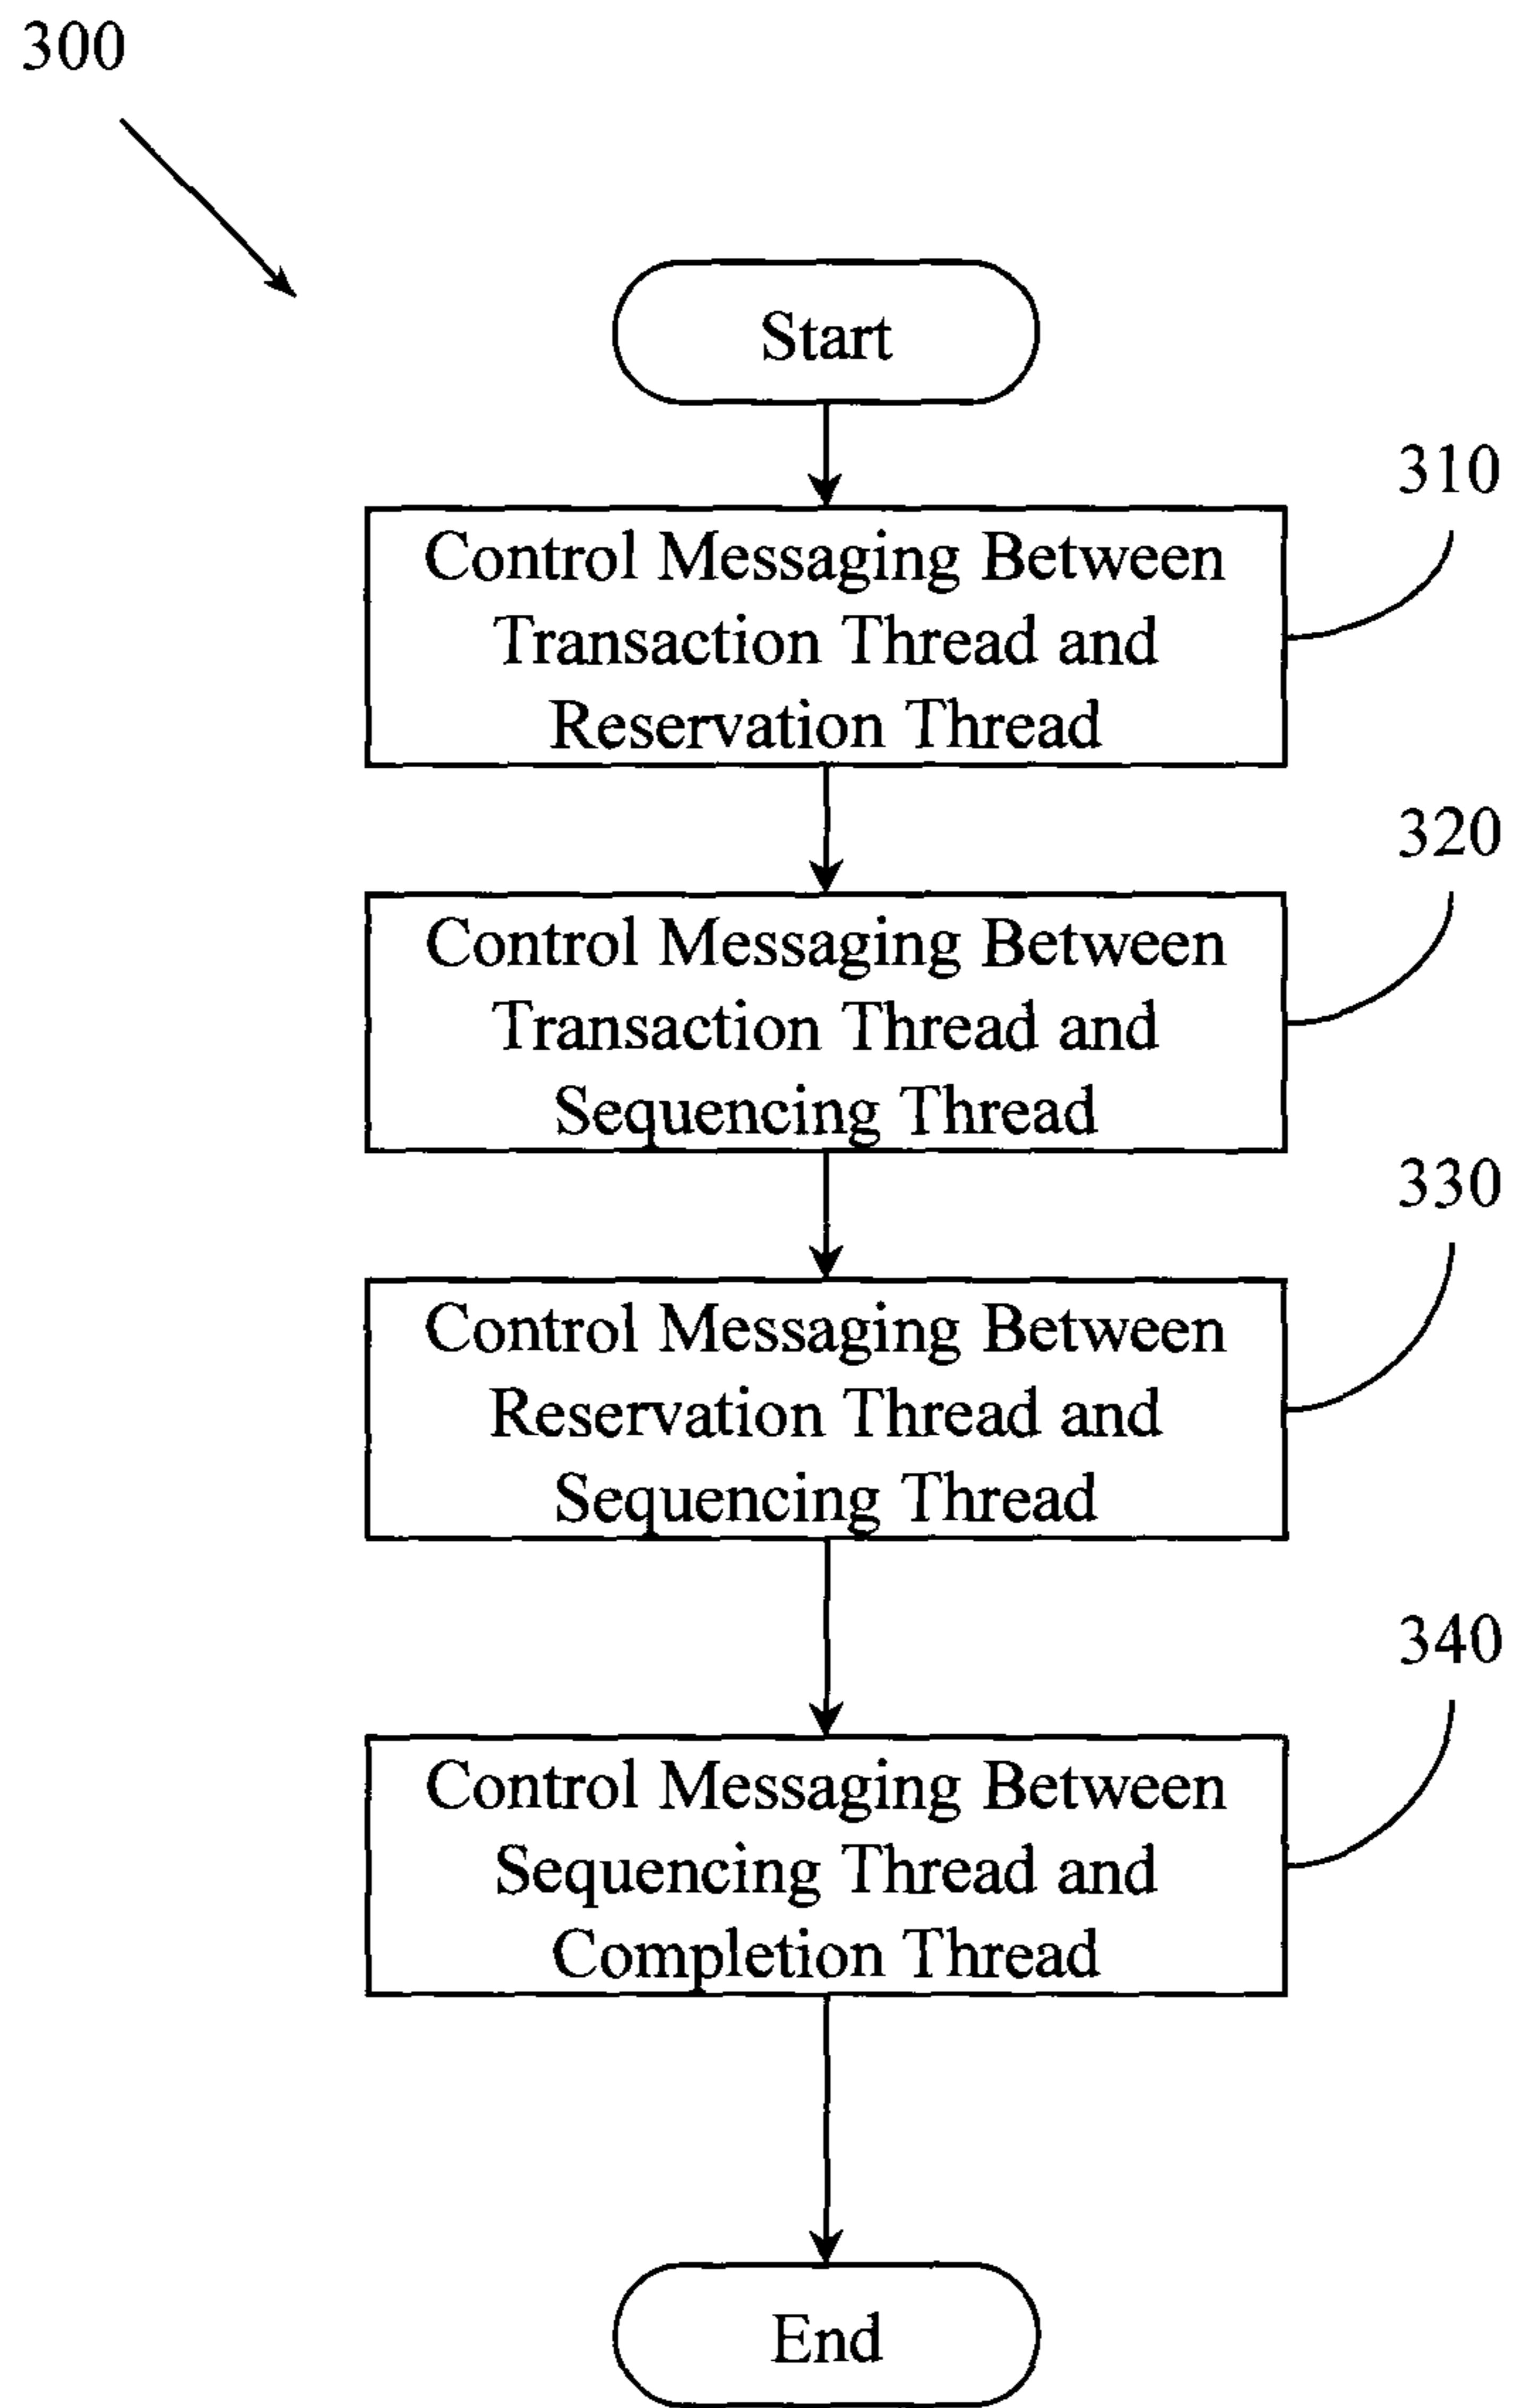 300
Start
310
Control Messaging Between
Transaction Thread and
Reservation Thread
320
Control Messaging Between
Transaction Thread and
Sequencing Thread
330
Control Messaging Between
Reservation Thread and
Sequencing Thread
340
Control Messaging Between
Sequencing Thread and
Completion Thread
End